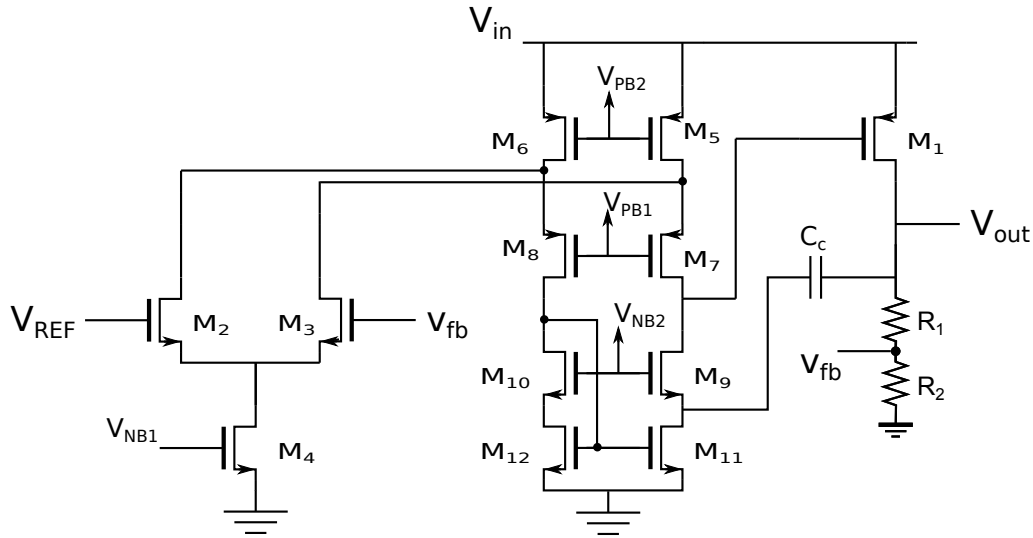 V_in
V_PB2
M_6
M_5
M_1
V_PB1
V_out
M_8
M_7
C_c
V_REF
M_2
M_3
v_fb
V_NB2
R_1
v_fb
M_10
M_9
R_2
V_NB1
M_4
M_12
M_11